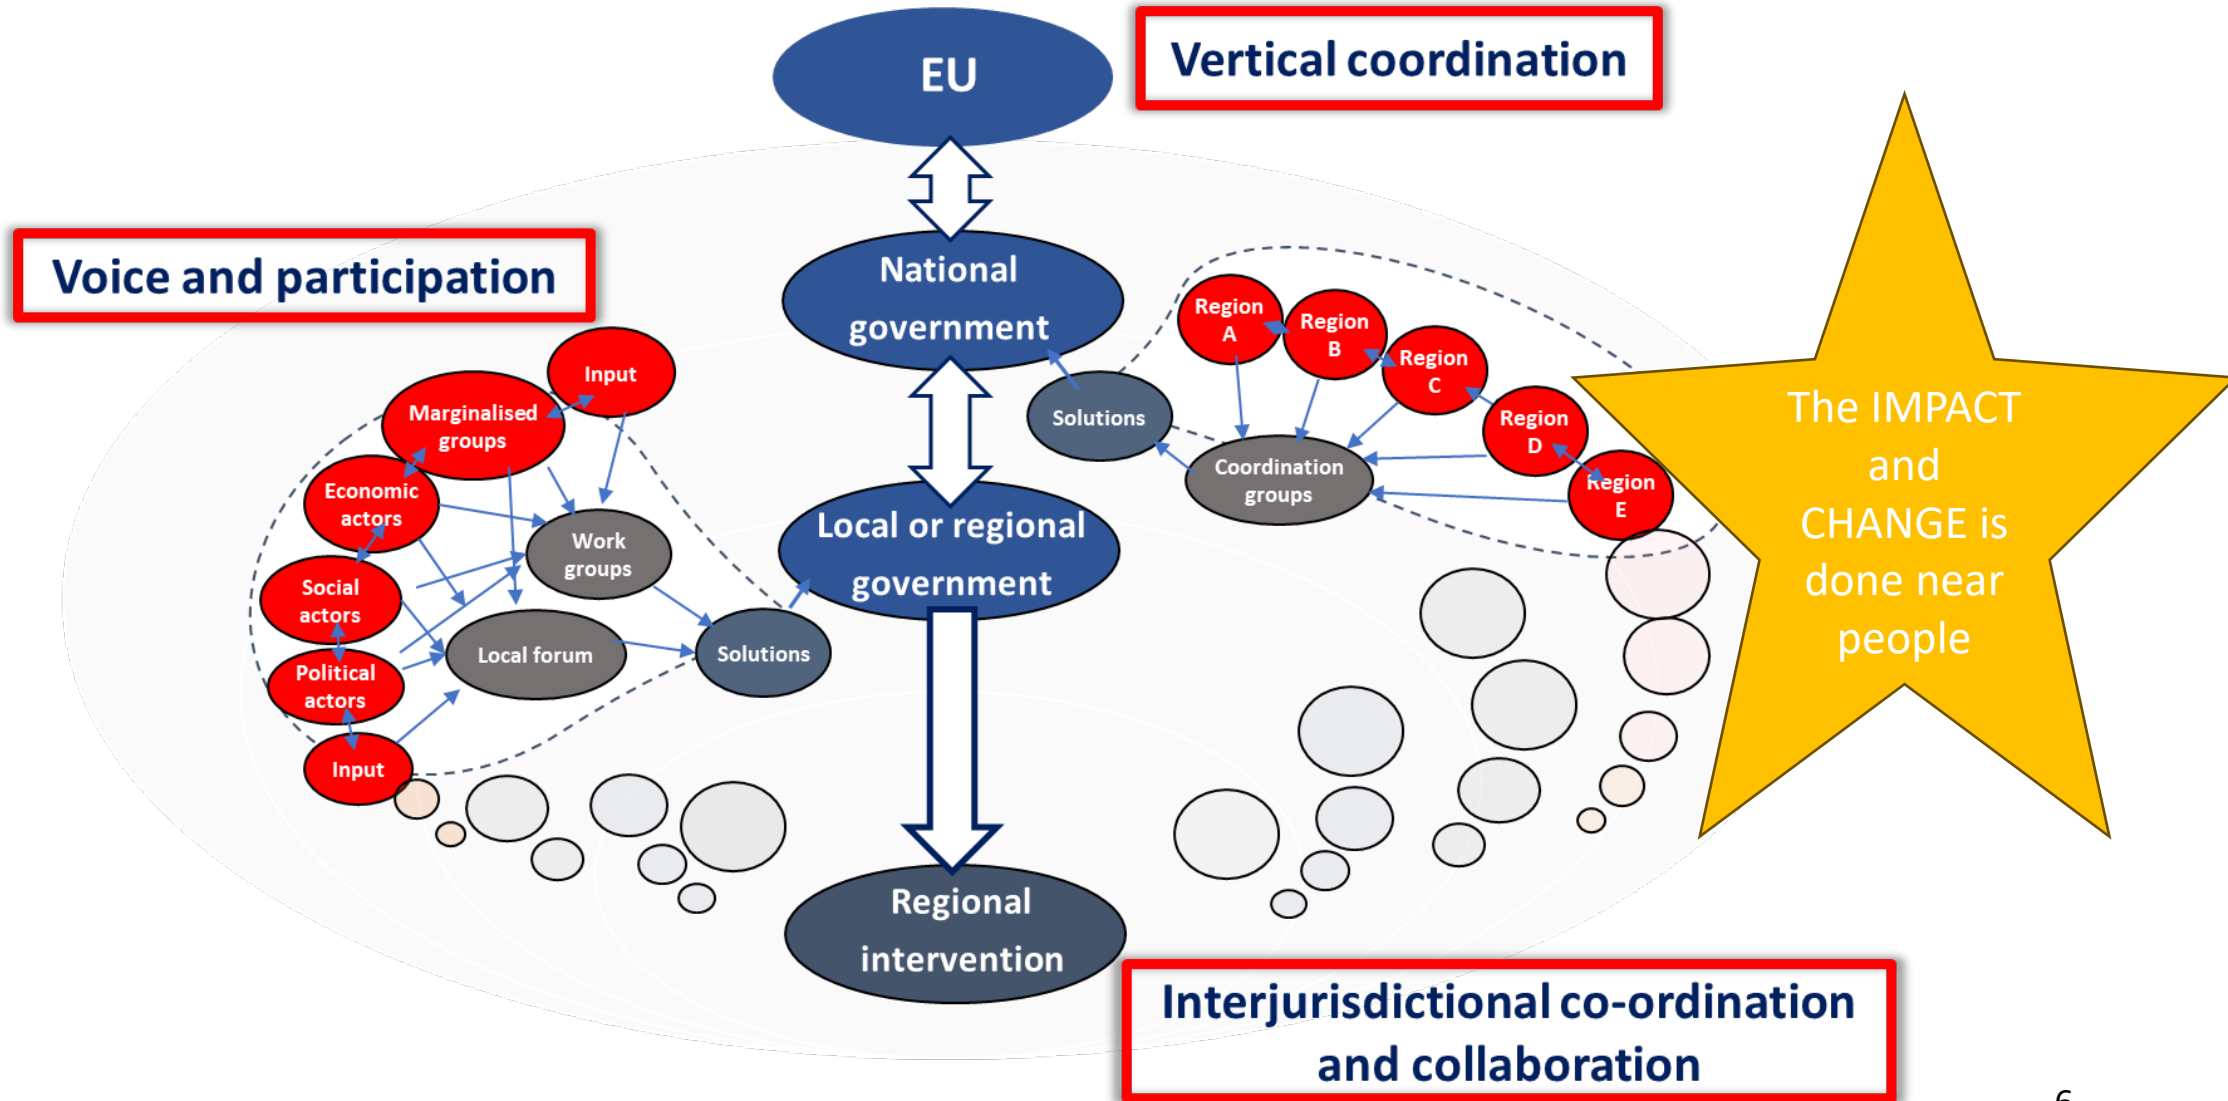 EU
Vertical coordination
Voice and participation
National
government
Region
A
Region
B
Region
C
Region
D
Region
E
Solutions
Coordination
groups
Input
Marginalised
groups
Economic
actors
Social
actors
Political
actors
Input
Work
groups
Local forum
Solutions
Local or regional
government
The IMPACT
and
CHANGE is
done near
people
Regional
intervention
Interjurisdictional co-ordination
and collaboration
6